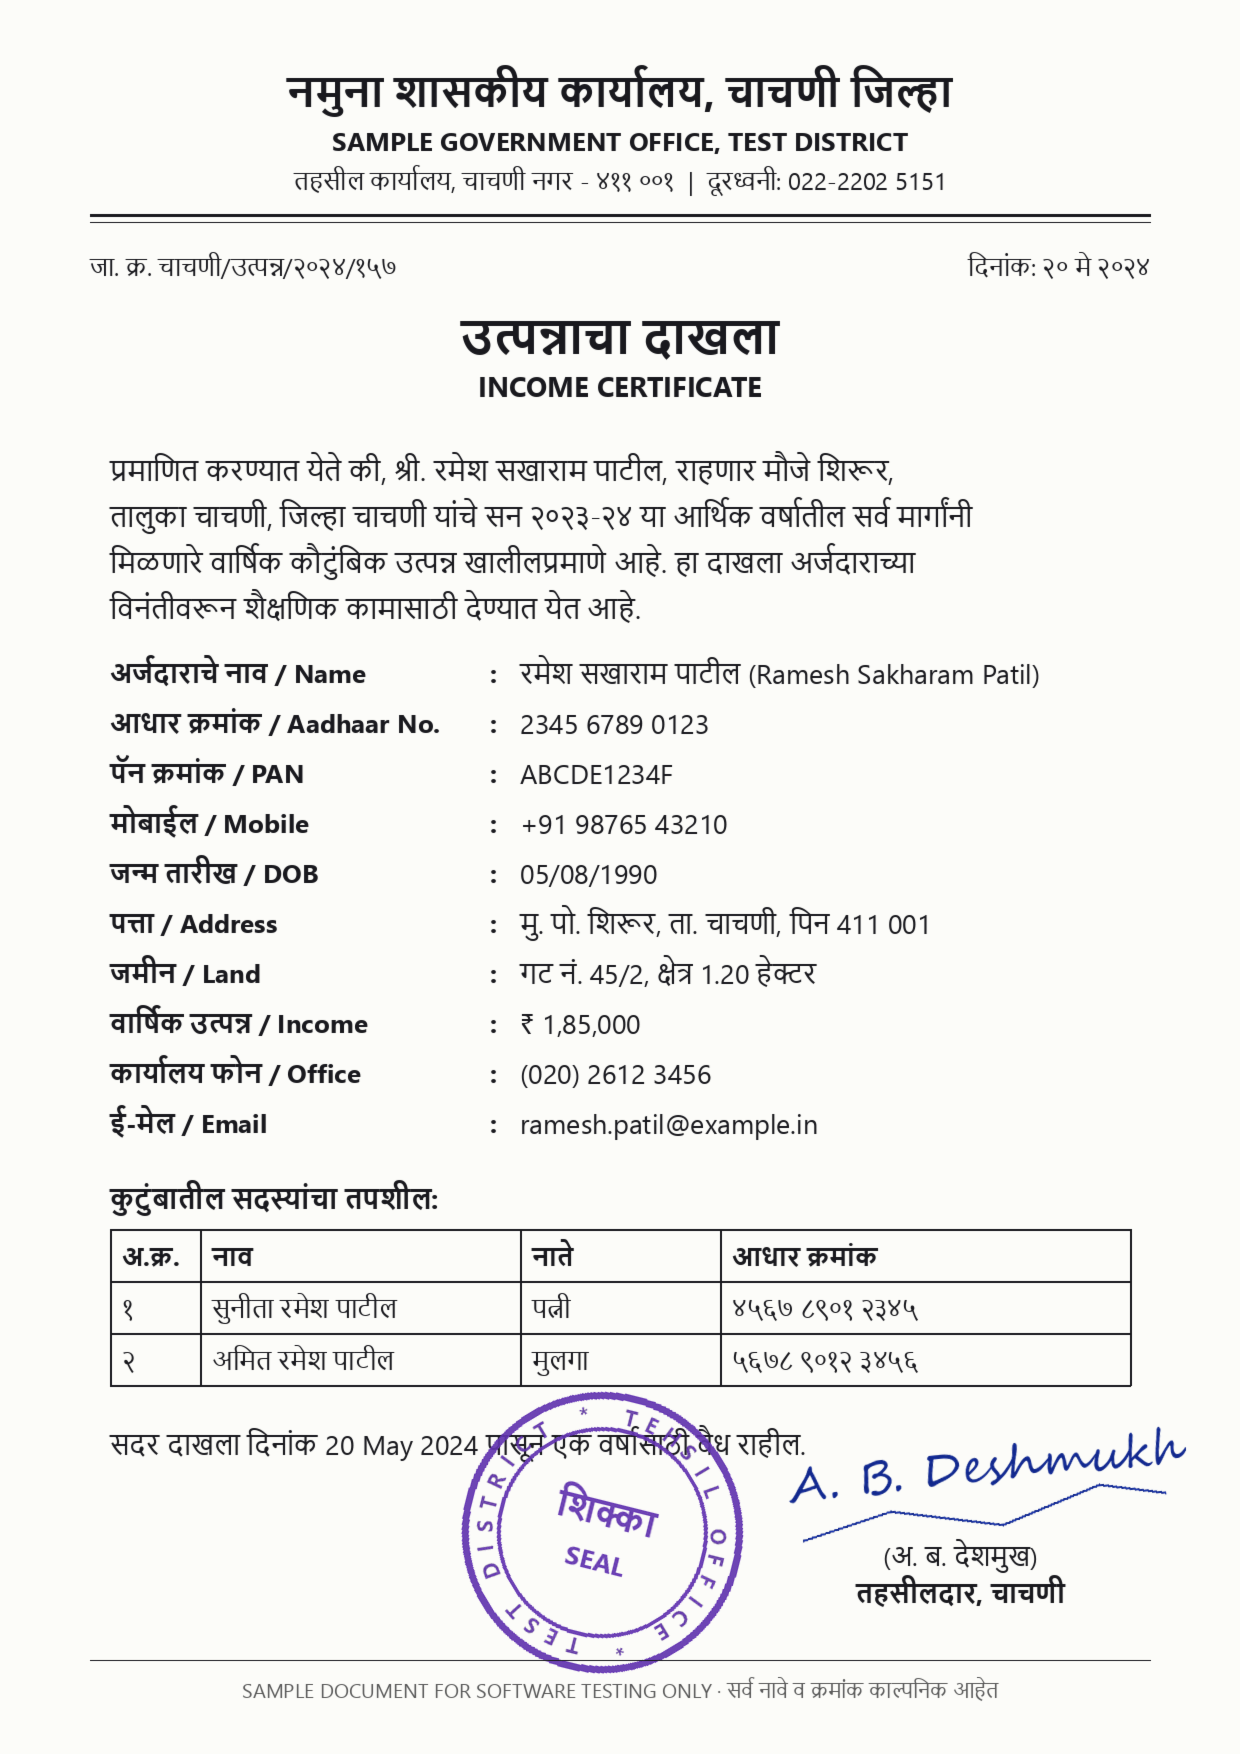 नमुना शासकीय कार्यालय, चाचणी जिल्हा
SAMPLE GOVERNMENT OFFICE, TEST DISTRICT
तहसील कार्यालय, चाचणी नगर - ४११ ००१ | दूरध्वनी: 022-2202 5151
जा. क्र. चाचणी/उत्पन्न/२०२४/१५७ दिनांक: २० मे २०२४
उत्पन्नाचा दाखला
INCOME CERTIFICATE
प्रमाणित करण्यात येते की, श्री. रमेश सखाराम पाटील, राहणार मौजे शिरूर,
तालुका चाचणी, जिल्हा चाचणी यांचे सन २०२३-२४ या आर्थिक वर्षातील सर्व मार्गांनी
मिळणारे वार्षिक कौटुंबिक उत्पन्न खालीलप्रमाणे आहे. हा दाखला अर्जदाराच्या
विनंतीवरून शैक्षणिक कामासाठी देण्यात येत आहे.
अर्जदाराचे नाव / Name : रमेश सखाराम पाटील (Ramesh Sakharam Patil)
आधार क्रमांक / Aadhaar No. : 2345 6789 0123
पॅन क्रमांक / PAN : ABCDE1234F
मोबाईल / Mobile : +91 98765 43210
जन्म तारीख / DOB : 05/08/1990
पत्ता / Address : मु. पो. शिरूर, ता. चाचणी, पिन 411 001
जमीन / Land : गट नं. 45/2, क्षेत्र 1.20 हेक्टर
वार्षिक उत्पन्न / Income : ₹ 1,85,000
कार्यालय फोन / Office : (020) 2612 3456
ई-मेल / Email : ramesh.patil@example.in
कुटुंबातील सदस्यांचा तपशील:
अ.क्र. नाव नाते आधार क्रमांक
१ सुनीता रमेश पाटील पत्नी ४५६७ ८९०१ २३४५
२ अमित रमेश पाटील मुलगा ५६७८ ९०१२ ३४५६
सदर दाखला दिनांक 20 May 2024 पासून एक वर्षासाठी वैध राहील.
* TEHSIL OFFICE * TEST DISTRICT
शिक्का
SEAL
A. B. Deshmukh
(अ. ब. देशमुख)
तहसीलदार, चाचणी
SAMPLE DOCUMENT FOR SOFTWARE TESTING ONLY · सर्व नावे व क्रमांक काल्पनिक आहेत